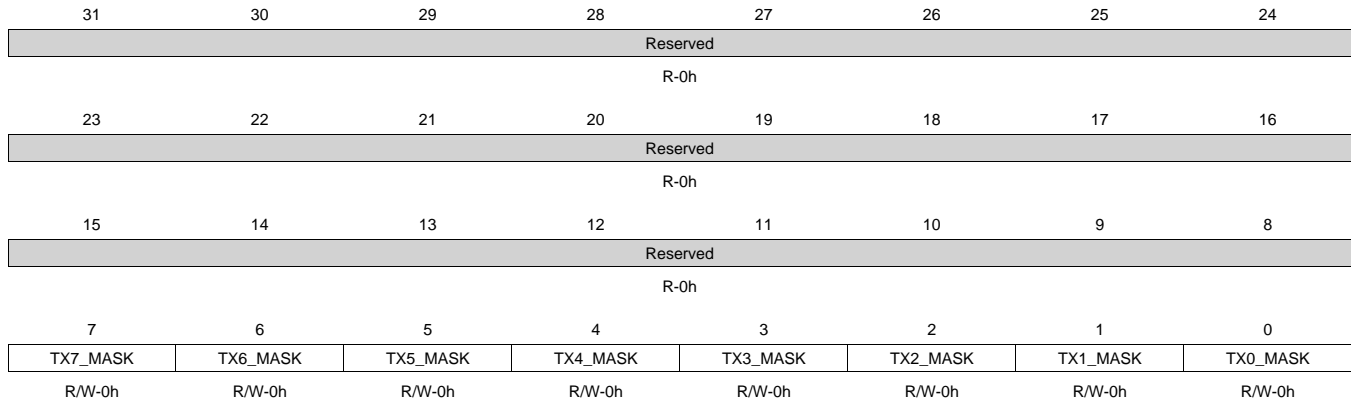 31 30 29 28 27 26 25 24
Reserved
R-0h
23 22 21 20 19 18 17 16
Reserved
R-0h
15 14 13 12 11 10 9 8
Reserved
R-0h
7 6 5 4 3 2 1 0
TX7_MASK TX6_MASK TX5_MASK TX4_MASK TX3_MASK TX2_MASK TX1_MASK TX0_MASK
R/W-0h R/W-0h R/W-0h R/W-0h R/W-0h R/W-0h R/W-0h R/W-0h